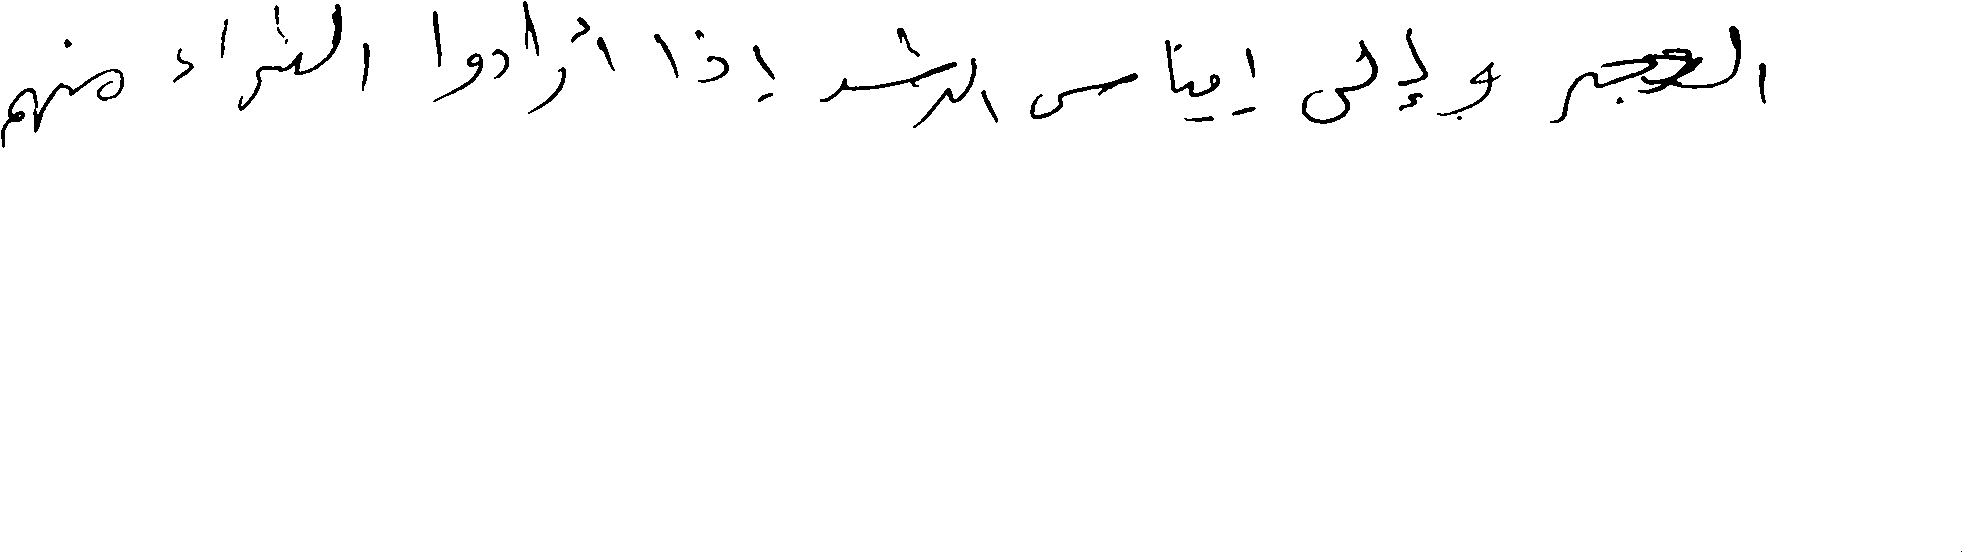 الحجر وإلى إيناس الرشد إذا أرادوا الشراء منهم